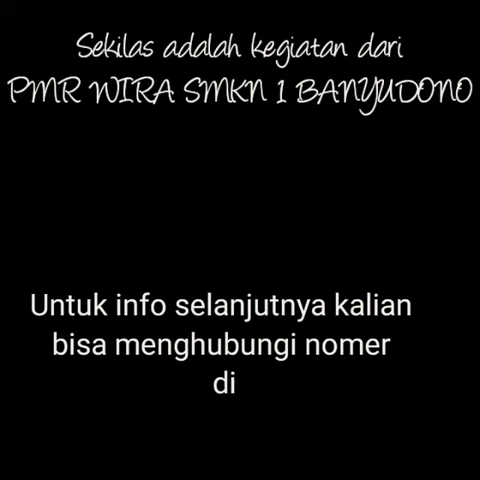 Sekilas adalah kegiatan dari
PMR WIRA SMKN 1 BANYUDONO
Untuk info selanjutnya kalian
bisa menghubungi nomer
di